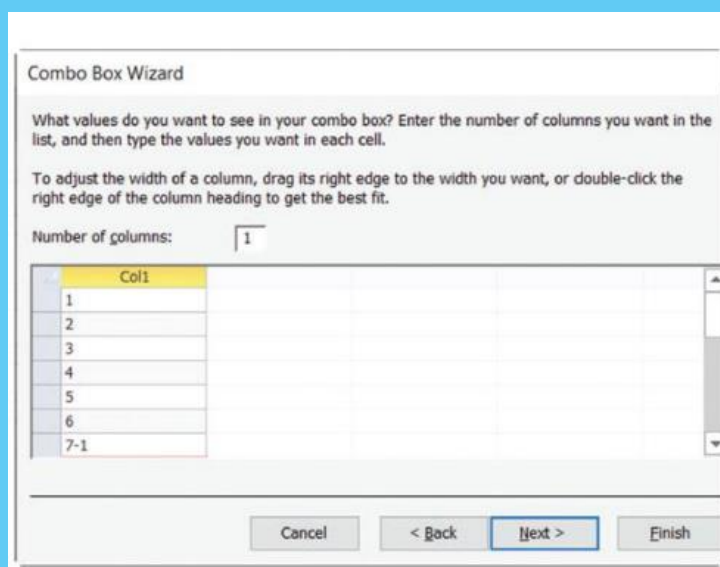 Combo Box Wizard
What values do you want to see in your combo box? Enter the number of columns you want in the
list, and then type the values you want in each cell.
To adjust the width of a column, drag its right edge to the width you want, or double-click the
right edge of the column heading to get the best fit.
Number of columns: 1
Col1
1
2
3
4
5
6
7-1
Cancel < Back Next > Finish